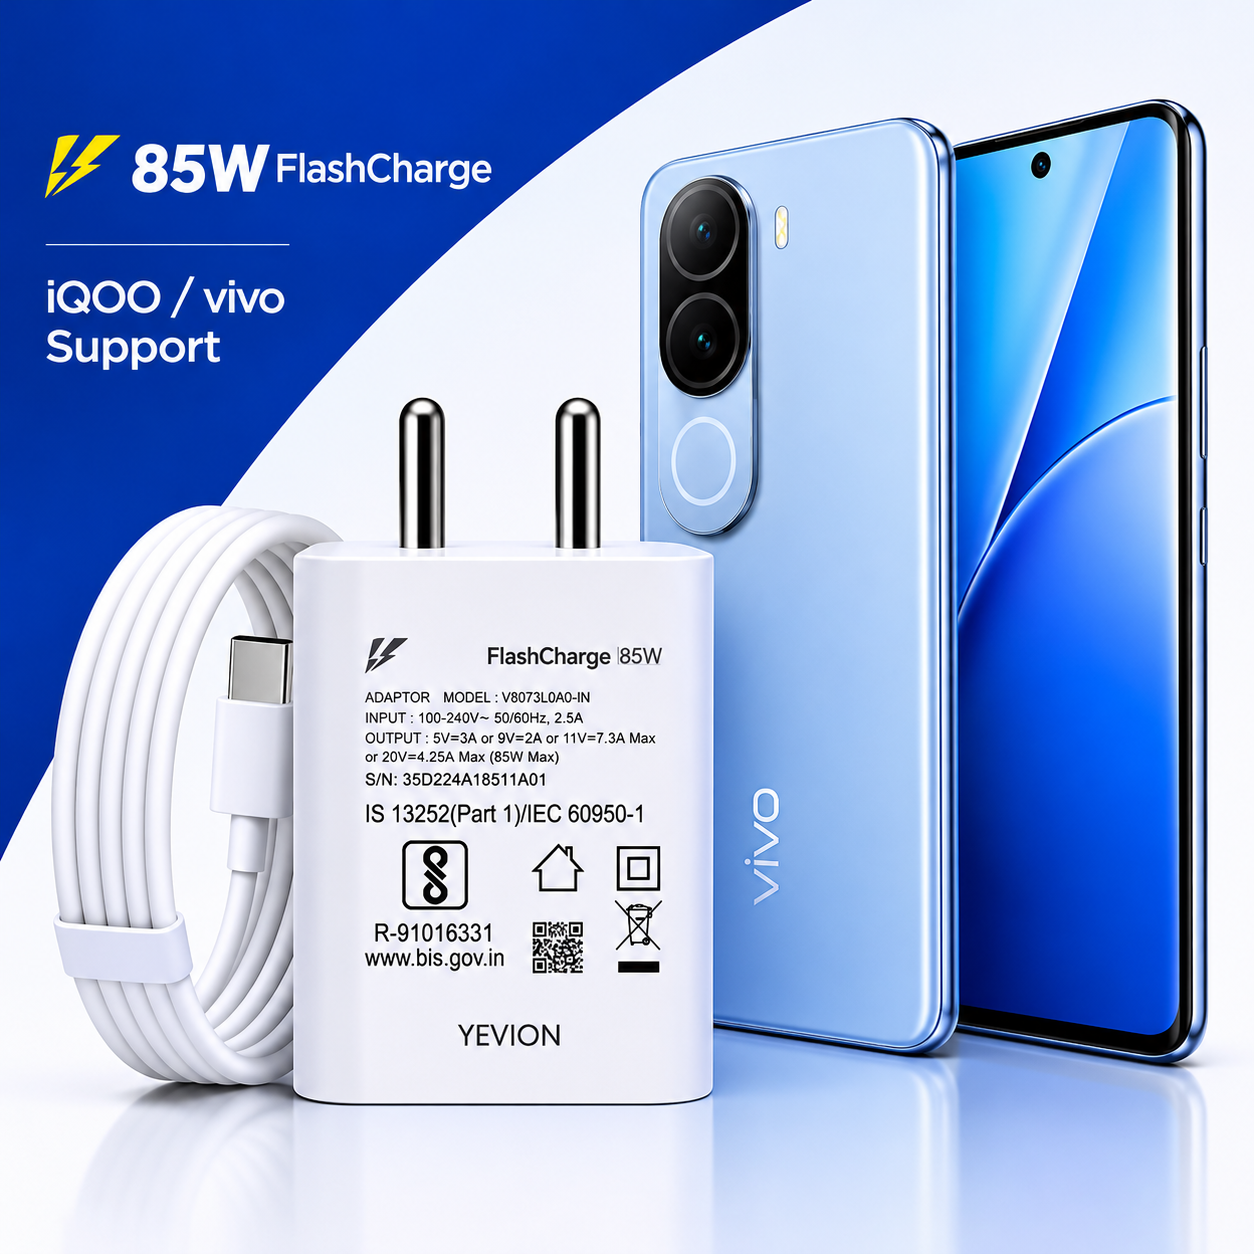 85W FlashCharge
iQOO / vivo
Support
FlashCharge |85W
ADAPTOR MODEL : V8073L0A0-IN
INPUT : 100-240V~ 50/60Hz, 2.5A
OUTPUT : 5V=3A or 9V=2A or 11V=7.3A Max
or 20V=4.25A Max (85W Max)
S/N: 35D224A18511A01
IS 13252(Part 1)/IEC 60950-1
R-91016331
www.bis.gov.in
YEVION
vivo